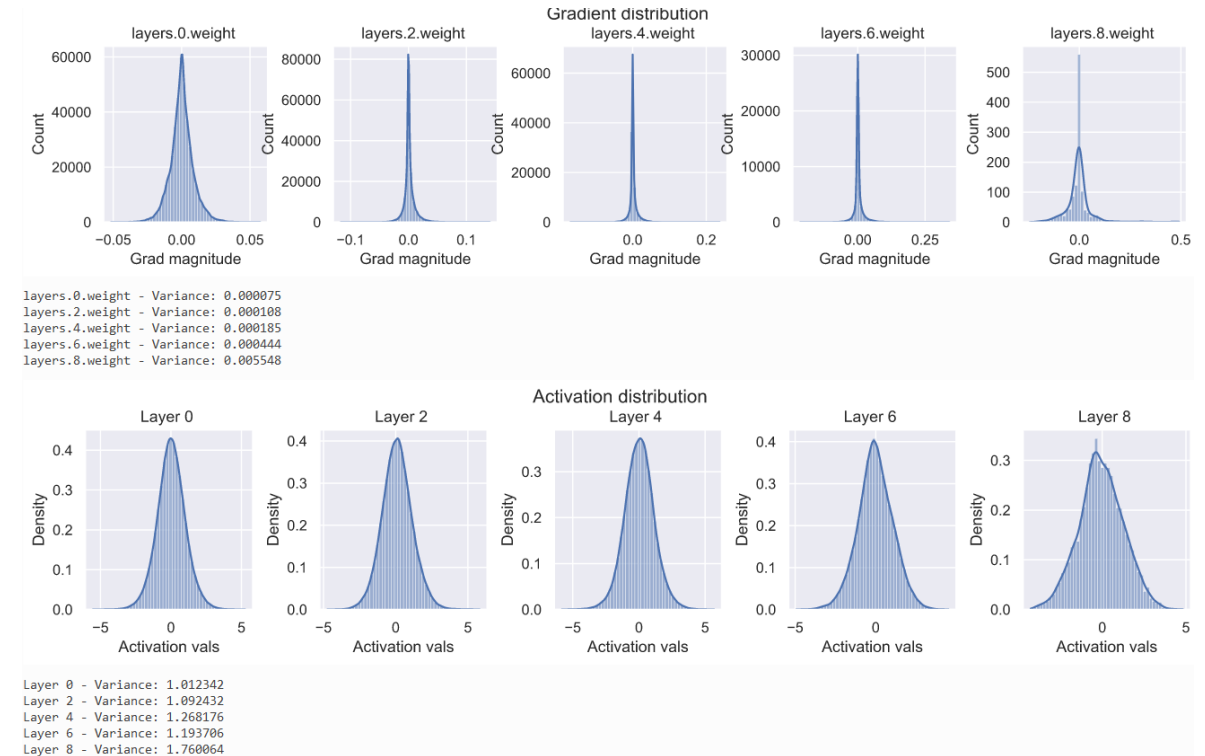 Gradient distribution
layers.0.weight layers.2.weight layers.4.weight layers.6.weight layers.8.weight
60000
40000
20000
0
Count
−0.05 0.00 0.05
Grad magnitude
80000
60000
40000
20000
0
Count
−0.1 0.0 0.1
Grad magnitude
60000
40000
20000
0
Count
0.0 0.2
Grad magnitude
30000
20000
10000
0
Count
0.00 0.25
Grad magnitude
500
400
300
200
100
0
Count
0.0 0.5
Grad magnitude
layers.0.weight - Variance: 0.000075
layers.2.weight - Variance: 0.000108
layers.4.weight - Variance: 0.000185
layers.6.weight - Variance: 0.000444
layers.8.weight - Variance: 0.005548
Activation distribution
Layer 0 Layer 2 Layer 4 Layer 6 Layer 8
0.4
0.3
0.2
0.1
0.0
Density
−5 0 5
Activation vals
0.4
0.3
0.2
0.1
0.0
Density
−5 0 5
Activation vals
0.3
0.2
0.1
0.0
Density
−5 0 5
Activation vals
0.4
0.3
0.2
0.1
0.0
Density
−5 0
Activation vals
0.3
0.2
0.1
0.0
Density
0 5
Activation vals
Layer 0 - Variance: 1.012342
Layer 2 - Variance: 1.092432
Layer 4 - Variance: 1.268176
Layer 6 - Variance: 1.193706
Layer 8 - Variance: 1.760064